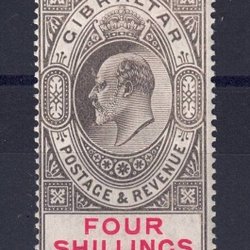 GIBRALTAR
POSTAGE & REVENUE
FOUR
SHILLINGS